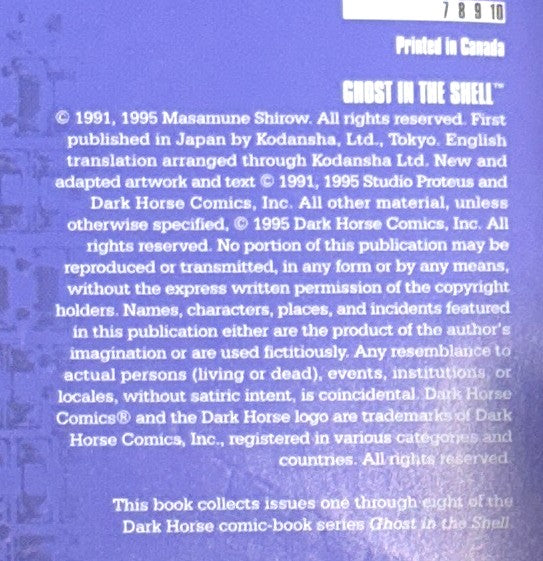 7 8 9 10
Printed in Canada
GHOST IN THE SHELL™
© 1991, 1995 Masamune Shirow. All rights reserved. First
published in Japan by Kodansha, Ltd., Tokyo. English
translation arranged through Kodansha Ltd. New and
adapted artwork and text © 1991, 1995 Studio Proteus and
Dark Horse Comics, Inc. All other material, unless
otherwise specified, © 1995 Dark Horse Comics, Inc. All
rights reserved. No portion of this publication may be
reproduced or transmitted, in any form or by any means,
without the express written permission of the copyright
holders. Names, characters, places, and incidents featured
in this publication either are the product of the author's
imagination or are used fictitiously. Any resemblance to
actual persons (living or dead), events, institutions, or
locales, without satiric intent, is coincidental. Dark Horse
Comics® and the Dark Horse logo are trademarks of Dark
Horse Comics, Inc., registered in various categories and
countries. All rights reserved.
This book collects issues one through eight of the
Dark Horse comic-book series Ghost in the Shell.